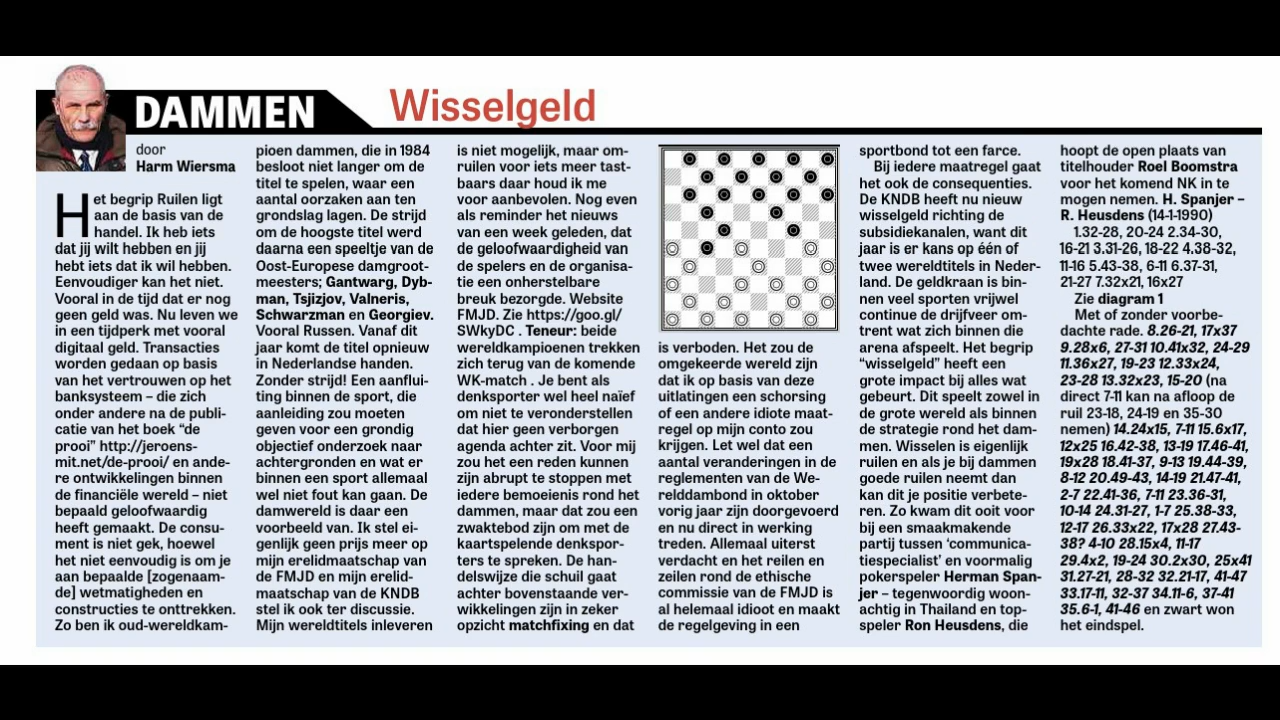 DAMMEN
Wisselgeld
door
Harm Wiersma
Het begrip Ruilen ligt
aan de basis van de
handel. Ik heb iets
dat jij wilt hebben en jij
hebt iets dat ik wil hebben.
Eenvoudiger kan het niet.
Vooral in de tijd dat er nog
geen geld was. Nu leven we
in een tijdperk met vooral
digitaal geld. Transacties
worden gedaan op basis
van het vertrouwen op het
banksysteem – die zich
onder andere na de publi-
catie van het boek “de
prooi” http://jeroens-
mit.net/de-prooi/ en ande-
re ontwikkelingen binnen
de financiële wereld – niet
bepaald geloofwaardig
heeft gemaakt. De consu-
ment is niet gek, hoewel
het niet eenvoudig is om je
aan bepaalde [zogenaam-
de] wetmatigheden en
constructies te onttrekken.
Zo ben ik oud-wereldkam-
pioen dammen, die in 1984
besloot niet langer om de
titel te spelen, waar een
aantal oorzaken aan ten
grondslag lagen. De strijd
om de hoogste titel werd
daarna een speeltje van de
Oost-Europese damgroot-
meesters; Gantwarg, Dyb-
man, Tsjizjov, Valneris,
Schwarzman en Georgiev.
Vooral Russen. Vanaf dit
jaar komt de titel opnieuw
in Nederlandse handen.
Zonder strijd! Een aanflui-
ting binnen de sport, die
aanleiding zou moeten
geven voor een grondig
objectief onderzoek naar
achtergronden en wat er
binnen een sport allemaal
wel niet fout kan gaan. De
damwereld is daar een
voorbeeld van. Ik stel ei-
genlijk geen prijs meer op
mijn erelidmaatschap van
de FMJD en mijn erelid-
maatschap van de KNDB
stel ik ook ter discussie.
Mijn wereldtitels inleveren
is niet mogelijk, maar om-
ruilen voor iets meer tast-
baars daar houd ik me
voor aanbevolen. Nog even
als reminder het nieuws
van een week geleden, dat
de geloofwaardigheid van
de spelers en de organisa-
tie een onherstelbare
breuk bezorgde. Website
FMJD. Zie https://goo.gl/
SWkyDC . Teneur: beide
wereldkampioenen trekken
zich terug van de komende
WK-match . Je bent als
denksporter wel heel naïef
om niet te veronderstellen
dat hier geen verborgen
agenda achter zit. Voor mij
zou het een reden kunnen
zijn abrupt te stoppen met
iedere bemoeienis rond het
dammen, maar dat zou een
zwaktebod zijn om met de
kaartspelende denkspor-
ters te spreken. De han-
delswijze die schuil gaat
achter bovenstaande ver-
wikkelingen zijn in zeker
opzicht matchfixing en dat
is verboden. Het zou de
omgekeerde wereld zijn
dat ik op basis van deze
uitlatingen een schorsing
of een andere idiote maat-
regel op mijn conto zou
krijgen. Let wel dat een
aantal veranderingen in de
reglementen van de We-
relddambond in oktober
vorig jaar zijn doorgevoerd
en nu direct in werking
treden. Allemaal uiterst
verdacht en het reilen en
zeilen rond de ethische
commissie van de FMJD is
al helemaal idioot en maakt
de regelgeving in een
sportbond tot een farce.
Bij iedere maatregel gaat
het ook de consequenties.
De KNDB heeft nu nieuw
wisselgeld richting de
subsidiekanalen, want dit
jaar is er kans op één of
twee wereldtitels in Neder-
land. De geldkraan is bin-
nen veel sporten vrijwel
continue de drijfveer om-
trent wat zich binnen die
arena afspeelt. Het begrip
“wisselgeld” heeft een
grote impact bij alles wat
gebeurt. Dit speelt zowel in
de grote wereld als binnen
de strategie rond het dam-
men. Wisselen is eigenlijk
ruilen en als je bij dammen
goede ruilen neemt dan
kan dit je positie verbete-
ren. Zo kwam dit ooit voor
bij een smaakmakende
partij tussen ‘communica-
tiespecialist’ en voormalig
pokerspeler Herman Span-
jer – tegenwoordig woon-
achtig in Thailand en top-
speler Ron Heusdens, die
hoopt de open plaats van
titelhouder Roel Boomstra
voor het komend NK in te
mogen nemen. H. Spanjer –
R. Heusdens (14-1-1990)
1.32-28, 20-24 2.34-30,
16-21 3.31-26, 18-22 4.38-32,
11-16 5.43-38, 6-11 6.37-31,
21-27 7.32x21, 16x27
Zie diagram 1
Met of zonder voorbe-
dachte rade. 8.26-21, 17x37
9.28x6, 27-31 10.41x32, 24-29
11.36x27, 19-23 12.33x24,
23-28 13.32x23, 15-20 (na
direct 7-11 kan na afloop de
ruil 23-18, 24-19 en 35-30
nemen) 14.24x15, 7-11 15.6x17,
12x25 16.42-38, 13-19 17.46-41,
19x28 18.41-37, 9-13 19.44-39,
8-12 20.49-43, 14-19 21.47-41,
2-7 22.41-36, 7-11 23.36-31,
10-14 24.31-27, 1-7 25.38-33,
12-17 26.33x22, 17x28 27.43-
38? 4-10 28.15x4, 11-17
29.4x2, 19-24 30.2x30, 25x41
31.27-21, 28-32 32.21-17, 41-47
33.17-11, 32-37 34.11-6, 37-41
35.6-1, 41-46 en zwart won
het eindspel.